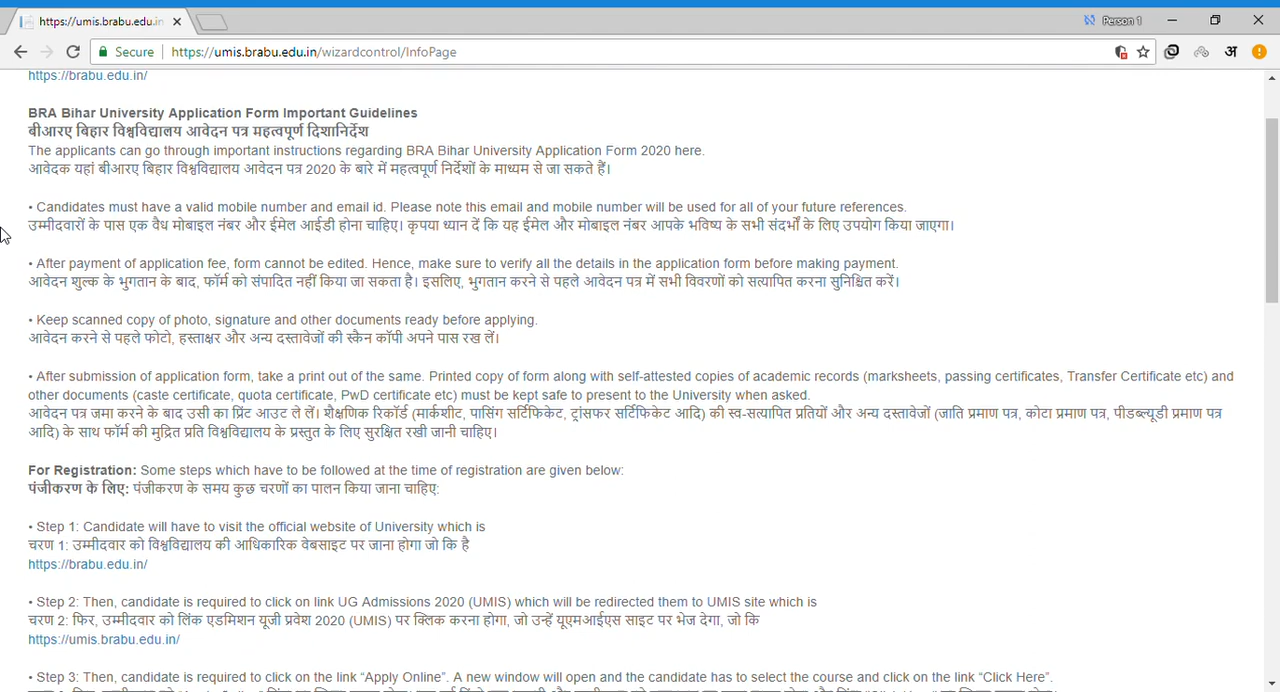 https://umis.brabu.edu.in
Person 1
Secure
https://umis.brabu.edu.in/wizardcontrol/InfoPage
अ
https://brabu.edu.in/
BRA Bihar University Application Form Important Guidelines
बीआरए बिहार विश्वविद्यालय आवेदन पत्र महत्वपूर्ण दिशानिर्देश
The applicants can go through important instructions regarding BRA Bihar University Application Form 2020 here.
आवेदक यहां बीआरए बिहार विश्वविद्यालय आवेदन पत्र 2020 के बारे में महत्वपूर्ण निर्देशों के माध्यम से जा सकते हैं।
• Candidates must have a valid mobile number and email id. Please note this email and mobile number will be used for all of your future references.
उम्मीदवारों के पास एक वैध मोबाइल नंबर और ईमेल आईडी होना चाहिए। कृपया ध्यान दें कि यह ईमेल और मोबाइल नंबर आपके भविष्य के सभी संदर्भों के लिए उपयोग किया जाएगा।
• After payment of application fee, form cannot be edited. Hence, make sure to verify all the details in the application form before making payment.
आवेदन शुल्क के भुगतान के बाद, फॉर्म को संपादित नहीं किया जा सकता है। इसलिए, भुगतान करने से पहले आवेदन पत्र में सभी विवरणों को सत्यापित करना सुनिश्चित करें।
• Keep scanned copy of photo, signature and other documents ready before applying.
आवेदन करने से पहले फोटो, हस्ताक्षर और अन्य दस्तावेजों की स्कैन कॉपी अपने पास रख लें।
• After submission of application form, take a print out of the same. Printed copy of form along with self-attested copies of academic records (marksheets, passing certificates, Transfer Certificate etc) and
other documents (caste certificate, quota certificate, PwD certificate etc) must be kept safe to present to the University when asked.
आवेदन पत्र जमा करने के बाद उसी का प्रिंट आउट ले लें। शैक्षणिक रिकॉर्ड (मार्कशीट, पासिंग सर्टिफिकेट, ट्रांसफर सर्टिफिकेट आदि) की स्व-सत्यापित प्रतियों और अन्य दस्तावेजों (जाति प्रमाण पत्र, कोटा प्रमाण पत्र, पीडब्ल्यूडी प्रमाण पत्र
आदि) के साथ फॉर्म की मुद्रित प्रति विश्वविद्यालय के प्रस्तुत के लिए सुरक्षित रखी जानी चाहिए।
For Registration: Some steps which have to be followed at the time of registration are given below:
पंजीकरण के लिए: पंजीकरण के समय कुछ चरणों का पालन किया जाना चाहिए:
• Step 1: Candidate will have to visit the official website of University which is
चरण 1: उम्मीदवार को विश्वविद्यालय की आधिकारिक वेबसाइट पर जाना होगा जो कि है
https://brabu.edu.in/
• Step 2: Then, candidate is required to click on link UG Admissions 2020 (UMIS) which will be redirected them to UMIS site which is
चरण 2: फिर, उम्मीदवार को लिंक एडमिशन यूजी प्रवेश 2020 (UMIS) पर क्लिक करना होगा, जो उन्हें यूएमआईएस साइट पर भेज देगा, जो कि
https://umis.brabu.edu.in/
• Step 3: Then, candidate is required to click on the link “Apply Online”. A new window will open and the candidate has to select the course and click on the link “Click Here”.